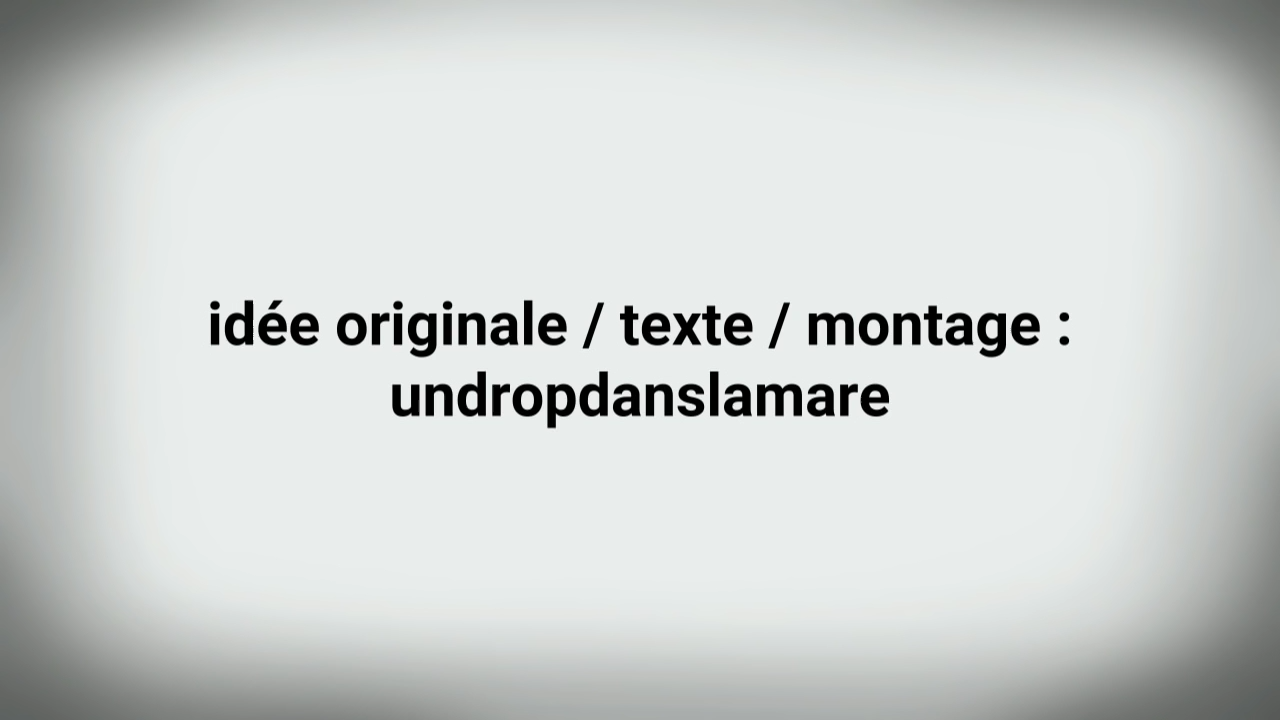 idée originale / texte / montage :
undropdanslamare